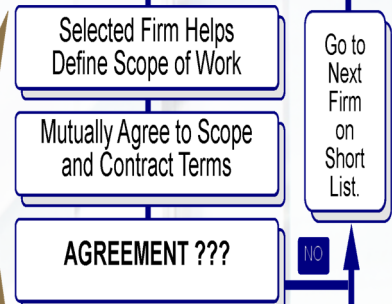 Selected Firm Helps
Define Scope of Work
Mutually Agree to Scope
and Contract Terms
AGREEMENT ???
NO
Go to
Next
Firm
on
Short
List.